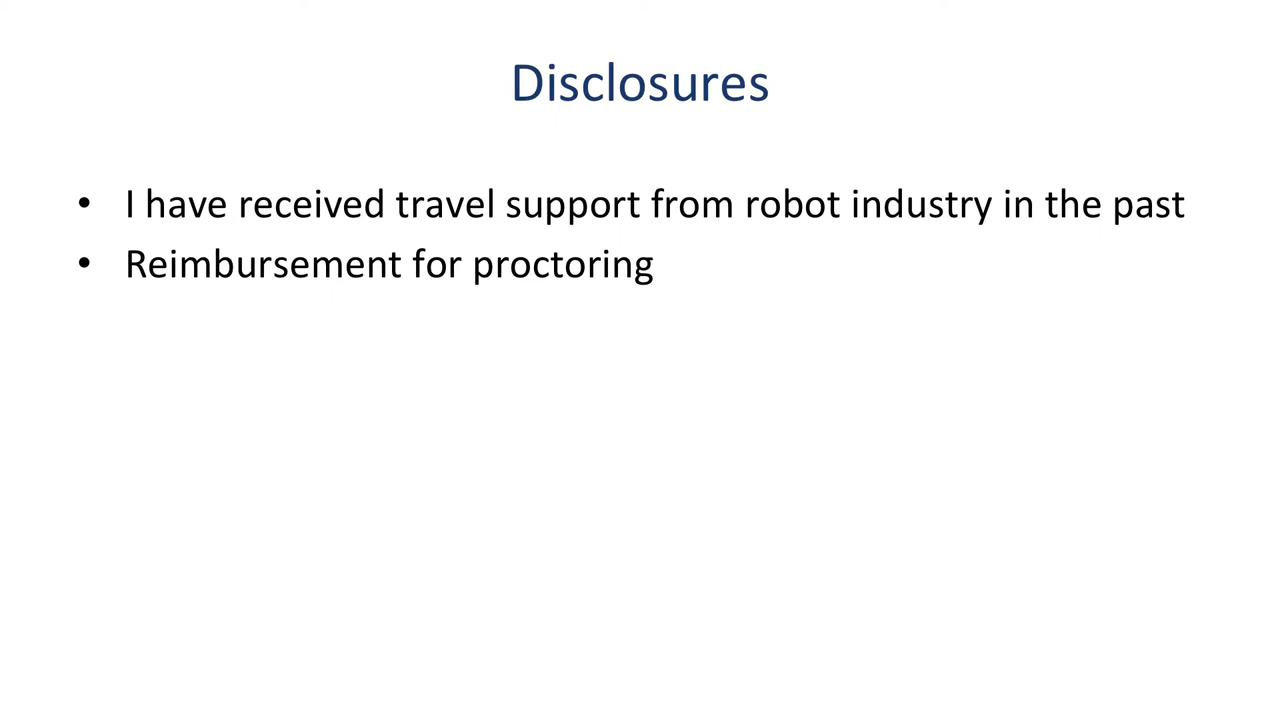 Disclosures
• I have received travel support from robot industry in the past
• Reimbursement for proctoring